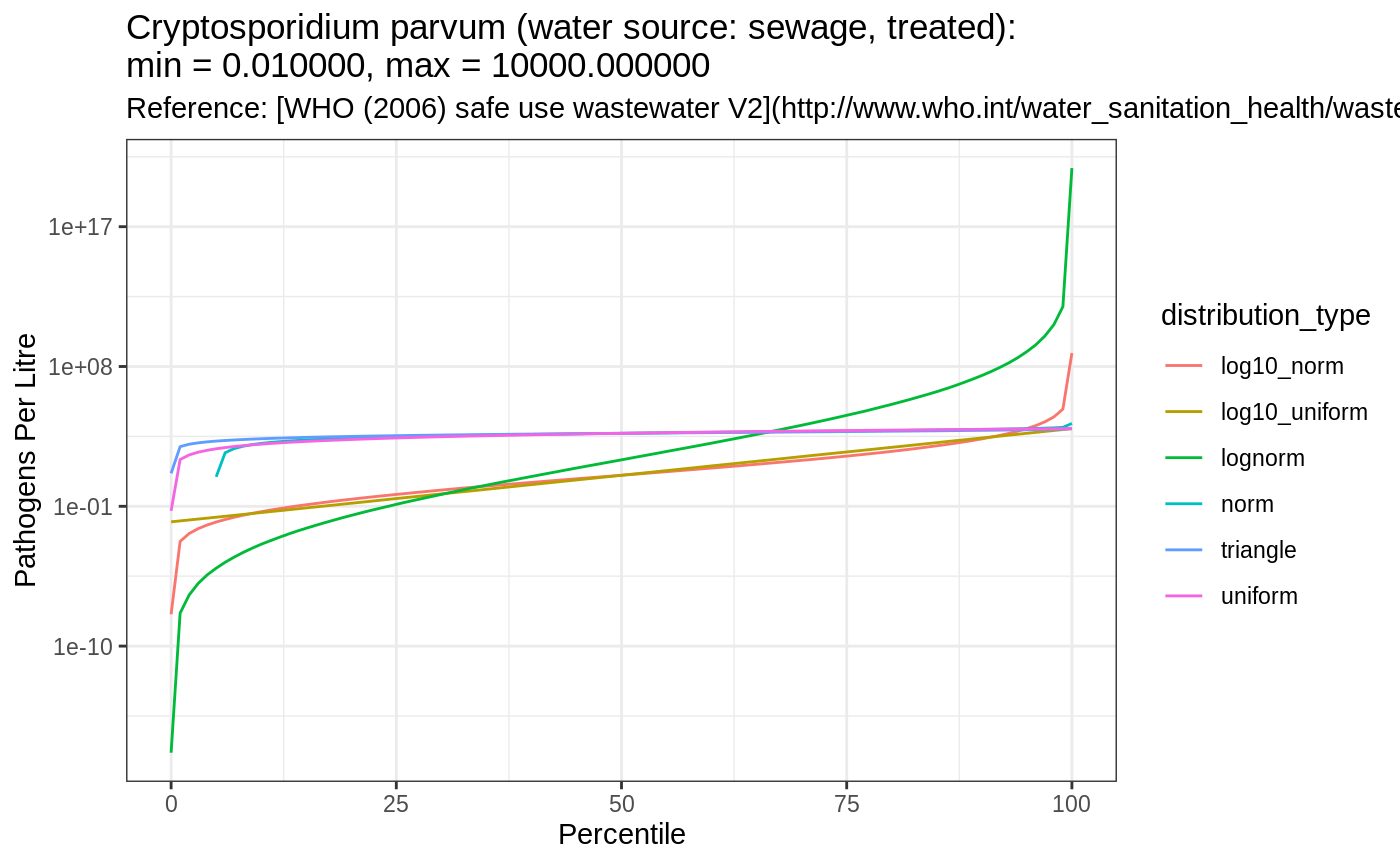 Cryptosporidium parvum (water source: sewage, treated):
min = 0.010000, max = 10000.000000
Reference: [WHO (2006) safe use wastewater V2](http://www.who.int/water_sanitation_health/waste
Pathogens Per Litre
1e+17
1e+08
1e-01
1e-10
0 25 50 75 100
Percentile
distribution_type
log10_norm
log10_uniform
lognorm
norm
triangle
uniform